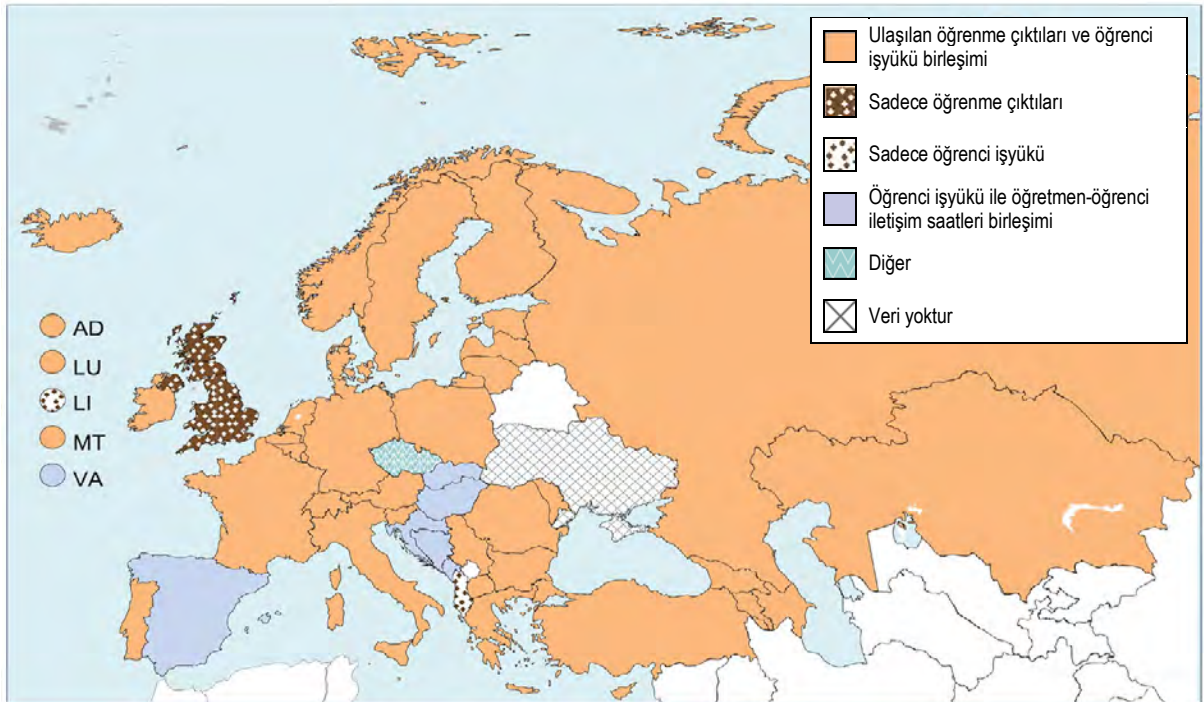 Ulaşılan öğrenme çıktıları ve öğrenci
işyükü birleşimi
Sadece öğrenme çıktıları
Sadece öğrenci işyükü
Öğrenci işyükü ile öğretmen-öğrenci
iletişim saatleri birleşimi
Diğer
Veri yoktur
AD
LU
LI
MT
VA